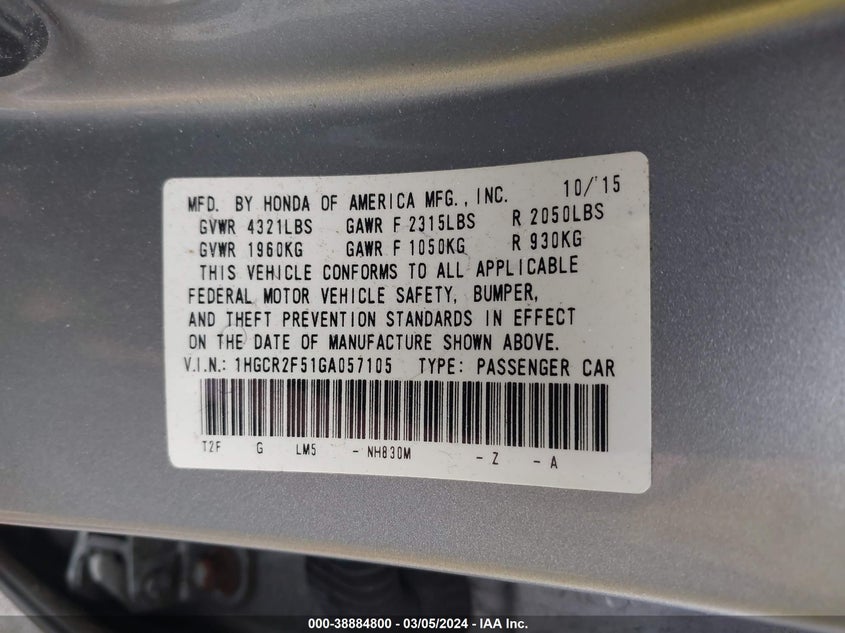 MFD. BY HONDA OF AMERICA MFG., INC. 10/'15
GVWR 4321LBS GAWR F 2315LBS R 2050LBS
GVWR 1960KG GAWR F 1050KG R 930KG
THIS VEHICLE CONFORMS TO ALL APPLICABLE
FEDERAL MOTOR VEHICLE SAFETY, BUMPER,
AND THEFT PREVENTION STANDARDS IN EFFECT
ON THE DATE OF MANUFACTURE SHOWN ABOVE.
V.I.N.: 1HGCR2F51GA057105 TYPE: PASSENGER CAR
T2F G LM5 - NH830M - Z - A
000-38884800 - 03/05/2024 - IAA Inc.